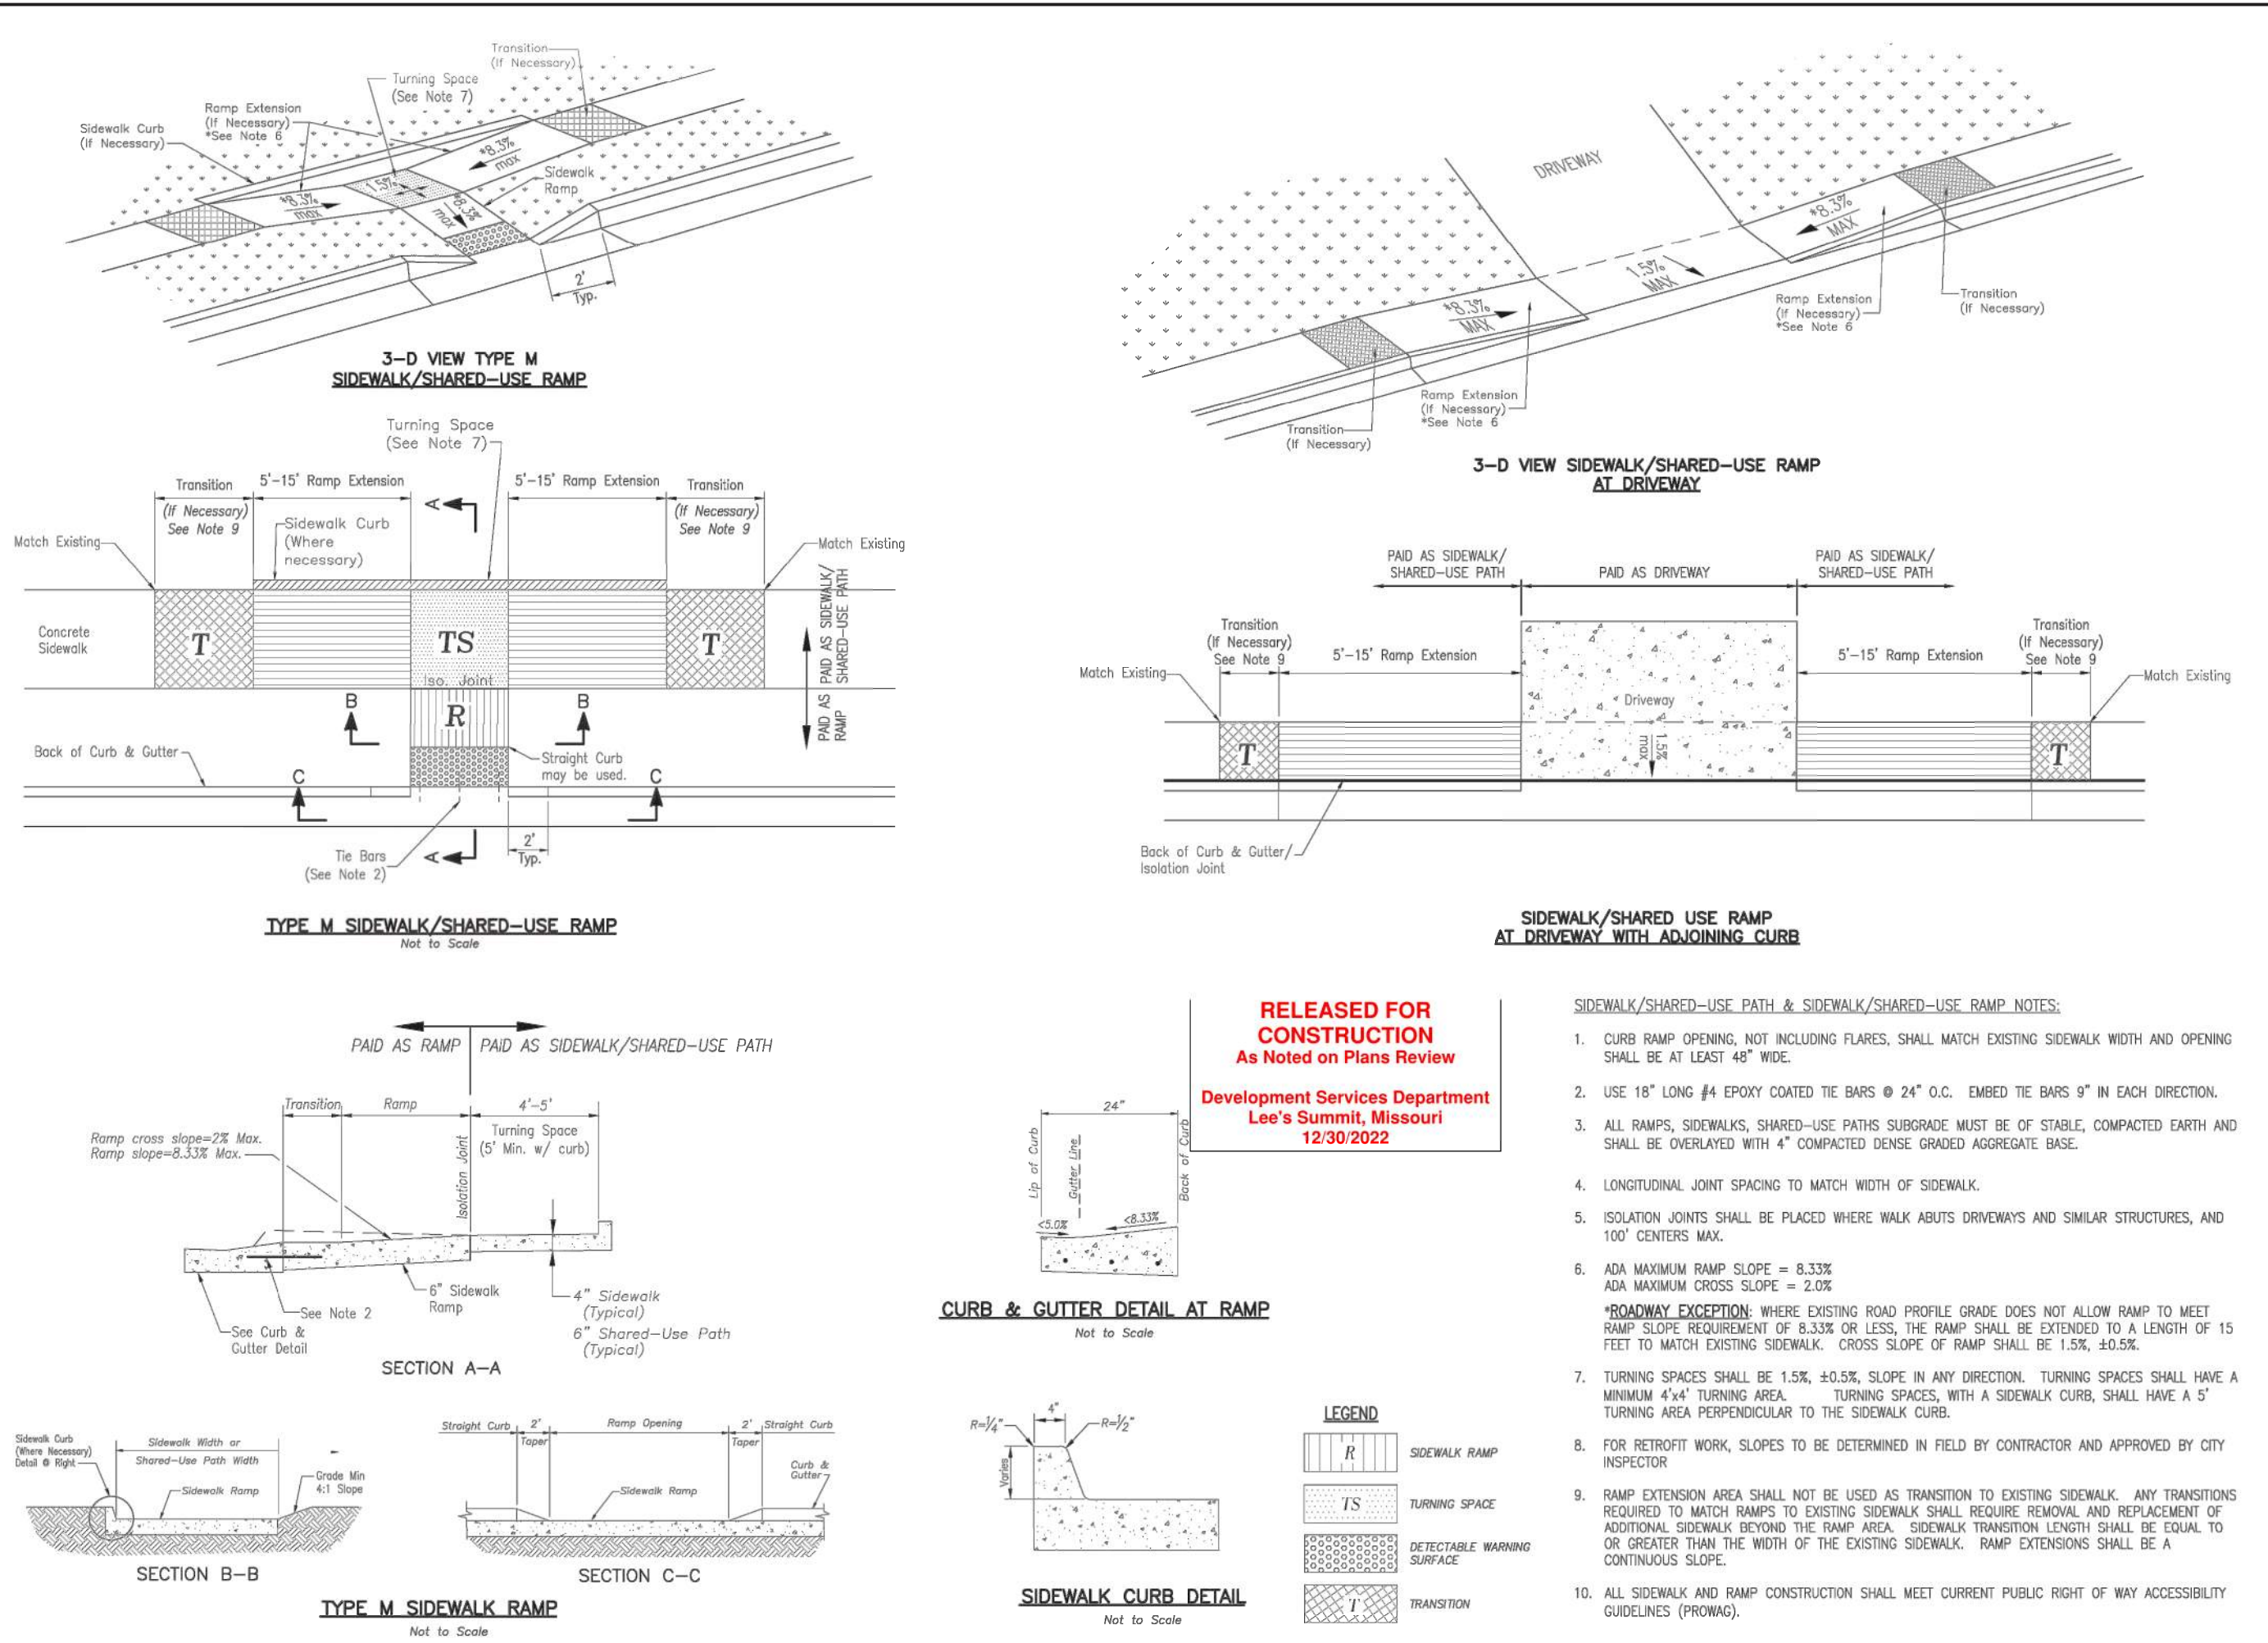 Transition
(If Necessary)
Turning Space
(See Note 7)
Ramp Extension
(If Necessary)
*See Note 6
Sidewalk Curb
(If Necessary)
*8.3%
max
Sidewalk
Ramp
1.5%
*8.3%
max
*8.3%
max
2'
Typ.
3-D VIEW TYPE M
SIDEWALK/SHARED-USE RAMP
DRIVEWAY
*8.3%
MAX
1.5%
MAX
*8.3%
MAX
Ramp Extension
(If Necessary)
*See Note 6
Transition
(If Necessary)
Ramp Extension
(If Necessary)
*See Note 6
Transition
(If Necessary)
3-D VIEW SIDEWALK/SHARED-USE RAMP
AT DRIVEWAY
Turning Space
(See Note 7)
Transition
(If Necessary)
See Note 9
5'-15' Ramp Extension
A
5'-15' Ramp Extension
Transition
(If Necessary)
See Note 9
Sidewalk Curb
(Where
necessary)
Match Existing
Match Existing
Concrete
Sidewalk
T
TS
T
Iso. Joint
PAID AS SIDEWALK/
SHARED-USE PATH
PAID AS
RAMP
B
R
B
Back of Curb & Gutter
Straight Curb
may be used.
C
C
2'
Typ.
Tie Bars
(See Note 2)
A
TYPE M SIDEWALK/SHARED-USE RAMP
Not to Scale
PAID AS SIDEWALK/
SHARED-USE PATH
PAID AS DRIVEWAY
PAID AS SIDEWALK/
SHARED-USE PATH
Transition
(If Necessary)
See Note 9
5'-15' Ramp Extension
5'-15' Ramp Extension
Transition
(If Necessary)
See Note 9
Match Existing
Match Existing
Driveway
T
1.5%
max
T
Back of Curb & Gutter/
Isolation Joint
SIDEWALK/SHARED USE RAMP
AT DRIVEWAY WITH ADJOINING CURB
PAID AS RAMP
PAID AS SIDEWALK/SHARED-USE PATH
Transition
Ramp
4'-5'
Turning Space
(5' Min. w/ curb)
Ramp cross slope=2% Max.
Ramp slope=8.33% Max.
Isolation Joint
6" Sidewalk
Ramp
4" Sidewalk
(Typical)
6" Shared-Use Path
(Typical)
See Note 2
See Curb &
Gutter Detail
SECTION A-A
Sidewalk Curb
(Where Necessary)
Detail @ Right
Sidewalk Width or
Shared-Use Path Width
Sidewalk Ramp
Grade Min
4:1 Slope
SECTION B-B
Straight Curb
2'
Taper
Ramp Opening
2'
Taper
Straight Curb
Curb &
Gutter
Sidewalk Ramp
SECTION C-C
TYPE M SIDEWALK RAMP
Not to Scale
RELEASED FOR
CONSTRUCTION
As Noted on Plans Review
Development Services Department
Lee's Summit, Missouri
12/30/2022
24"
Lip of Curb
Gutter Line
Back of Curb
<5.0%
<8.33%
CURB & GUTTER DETAIL AT RAMP
Not to Scale
4"
R=1/4"
R=1/2"
Varies
SIDEWALK CURB DETAIL
Not to Scale
LEGEND
R
SIDEWALK RAMP
TS
TURNING SPACE
DETECTABLE WARNING
SURFACE
T
TRANSITION
SIDEWALK/SHARED-USE PATH & SIDEWALK/SHARED-USE RAMP NOTES:
1. CURB RAMP OPENING, NOT INCLUDING FLARES, SHALL MATCH EXISTING SIDEWALK WIDTH AND OPENING
SHALL BE AT LEAST 48" WIDE.
2. USE 18" LONG #4 EPOXY COATED TIE BARS @ 24" O.C. EMBED TIE BARS 9" IN EACH DIRECTION.
3. ALL RAMPS, SIDEWALKS, SHARED-USE PATHS SUBGRADE MUST BE OF STABLE, COMPACTED EARTH AND
SHALL BE OVERLAYED WITH 4" COMPACTED DENSE GRADED AGGREGATE BASE.
4. LONGITUDINAL JOINT SPACING TO MATCH WIDTH OF SIDEWALK.
5. ISOLATION JOINTS SHALL BE PLACED WHERE WALK ABUTS DRIVEWAYS AND SIMILAR STRUCTURES, AND
100' CENTERS MAX.
6. ADA MAXIMUM RAMP SLOPE = 8.33%
ADA MAXIMUM CROSS SLOPE = 2.0%
*ROADWAY EXCEPTION: WHERE EXISTING ROAD PROFILE GRADE DOES NOT ALLOW RAMP TO MEET
RAMP SLOPE REQUIREMENT OF 8.33% OR LESS, THE RAMP SHALL BE EXTENDED TO A LENGTH OF 15
FEET TO MATCH EXISTING SIDEWALK. CROSS SLOPE OF RAMP SHALL BE 1.5%, ±0.5%.
7. TURNING SPACES SHALL BE 1.5%, ±0.5%, SLOPE IN ANY DIRECTION. TURNING SPACES SHALL HAVE A
MINIMUM 4'x4' TURNING AREA. TURNING SPACES, WITH A SIDEWALK CURB, SHALL HAVE A 5'
TURNING AREA PERPENDICULAR TO THE SIDEWALK CURB.
8. FOR RETROFIT WORK, SLOPES TO BE DETERMINED IN FIELD BY CONTRACTOR AND APPROVED BY CITY
INSPECTOR
9. RAMP EXTENSION AREA SHALL NOT BE USED AS TRANSITION TO EXISTING SIDEWALK. ANY TRANSITIONS
REQUIRED TO MATCH RAMPS TO EXISTING SIDEWALK SHALL REQUIRE REMOVAL AND REPLACEMENT OF
ADDITIONAL SIDEWALK BEYOND THE RAMP AREA. SIDEWALK TRANSITION LENGTH SHALL BE EQUAL TO
OR GREATER THAN THE WIDTH OF THE EXISTING SIDEWALK. RAMP EXTENSIONS SHALL BE A
CONTINUOUS SLOPE.
10. ALL SIDEWALK AND RAMP CONSTRUCTION SHALL MEET CURRENT PUBLIC RIGHT OF WAY ACCESSIBILITY
GUIDELINES (PROWAG).